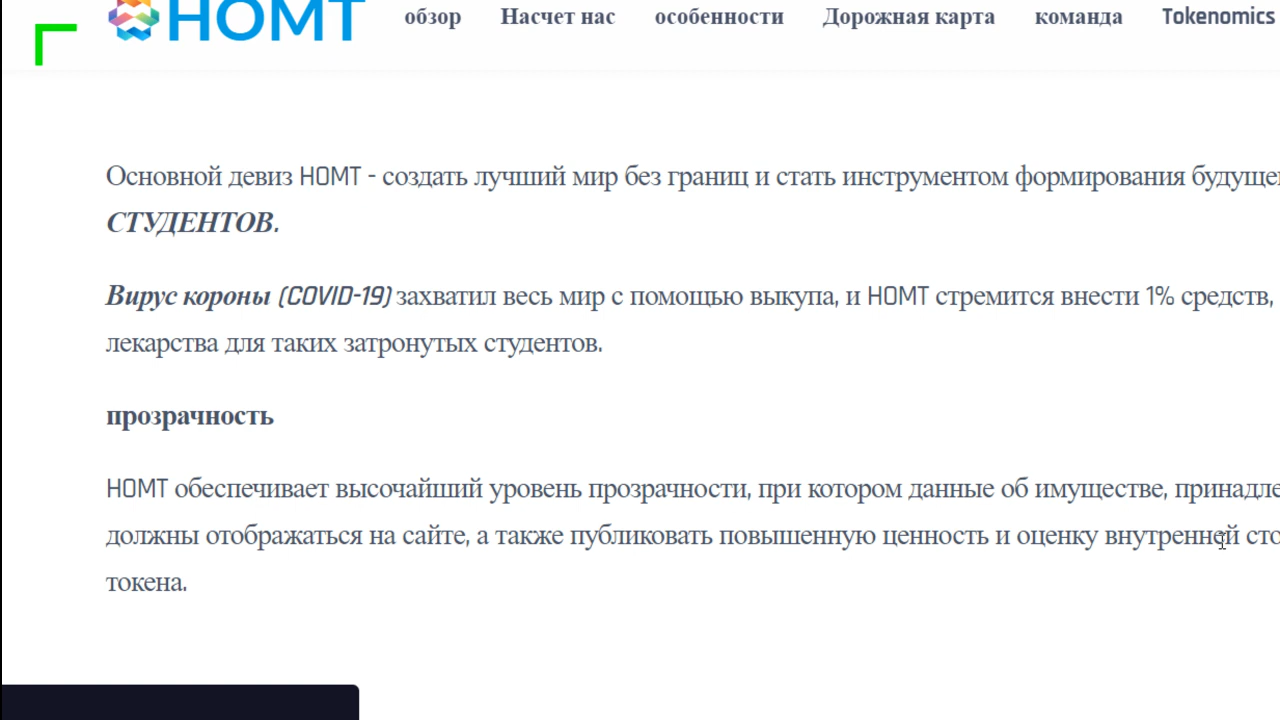 HOMT обзор Насчет нас особенности Дорожная карта команда Tokenomics
Основной девиз HOMT - создать лучший мир без границ и стать инструментом формирования
СТУДЕНТОВ.
Вирус короны (COVID-19) захватил весь мир с помощью выкупа, и HOMT стремится внести 1% средств,
лекарства для таких затронутых студентов.
прозрачность
HOMT обеспечивает высочайший уровень прозрачности, при котором данные об имуществе,
должны отображаться на сайте, а также публиковать повышенную ценность и оценку внутренней
токена.